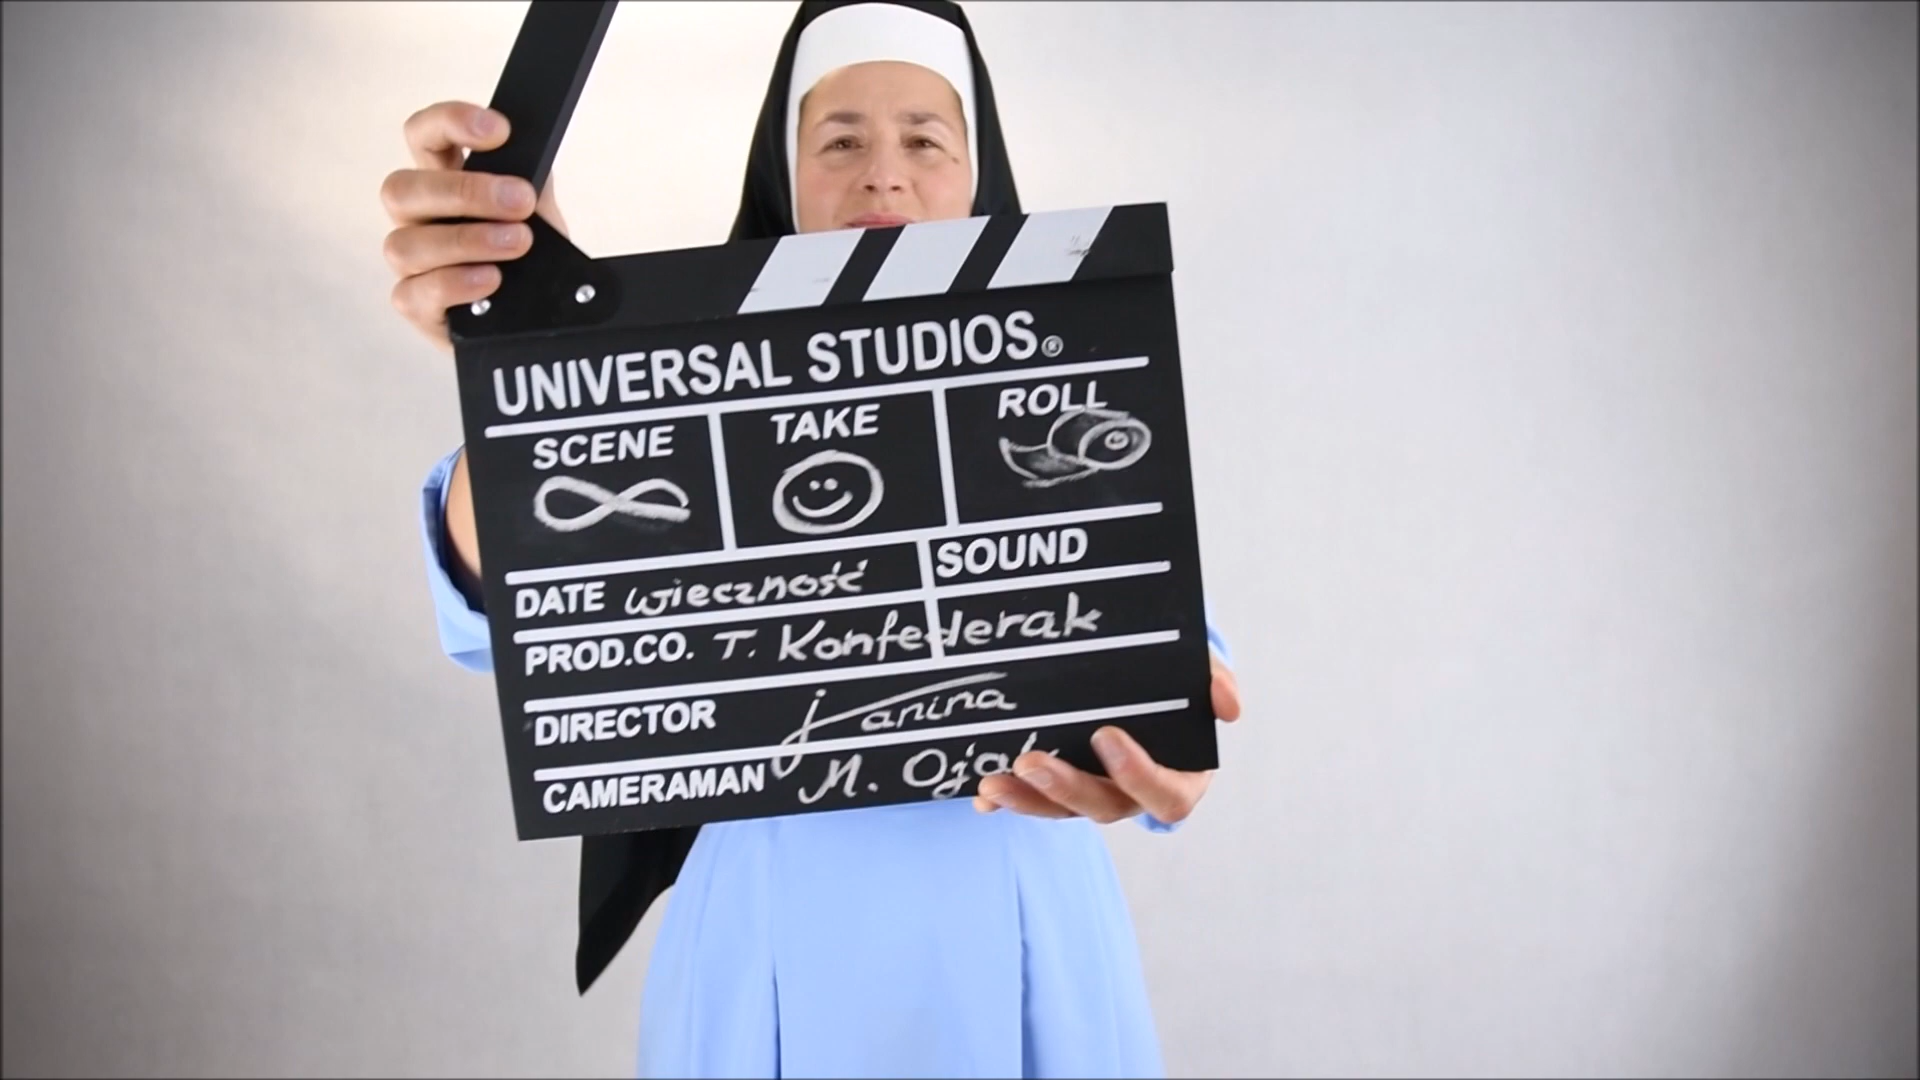 UNIVERSAL STUDIOS®
SCENE TAKE ROLL
∞
DATE wieczność SOUND
PROD.CO. T. Konfederak
DIRECTOR Janina
CAMERAMAN M.